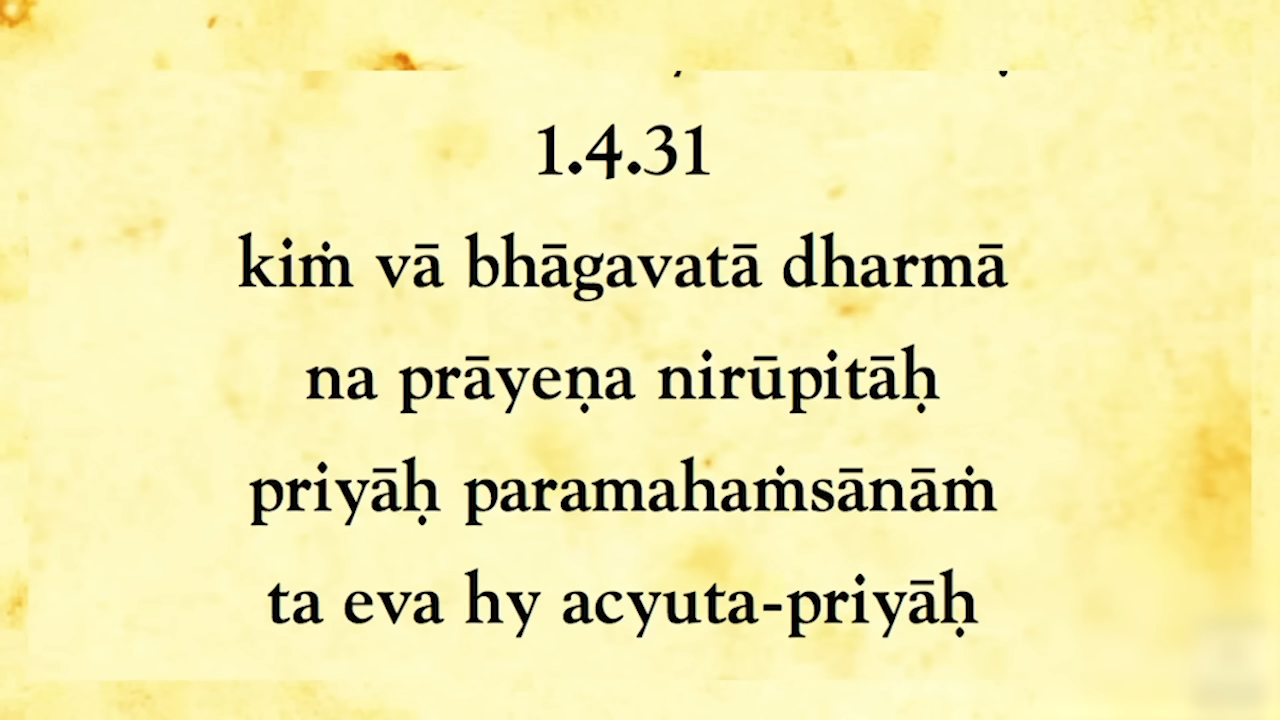 1.4.31
kiṁ vā bhāgavatā dharmā
na prāyeṇa nirūpitāḥ
priyāḥ paramahaṁsānāṁ
ta eva hy acyuta-priyāḥ